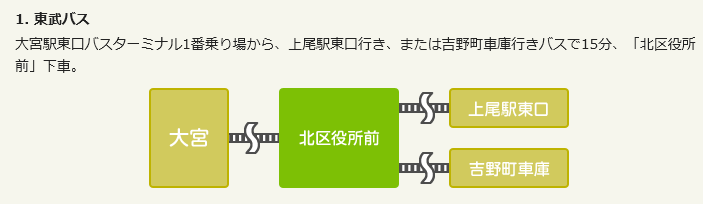 1. 東武バス
大宮駅東口バスターミナル1番乗り場から、上尾駅東口行き、または吉野町車庫行きバスで15分、「北区役所
前」下車。
大宮
北区役所前
上尾駅東口
吉野町車庫